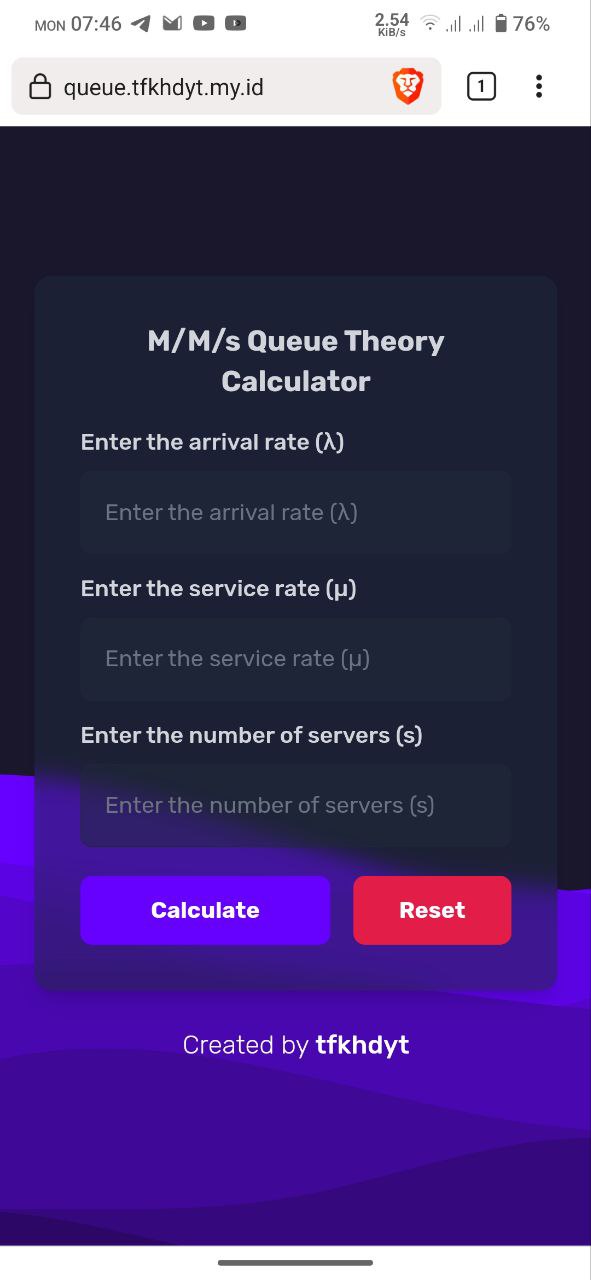 MON 07:46 2.54 KiB/s 76%
queue.tfkhdyt.my.id 1
M/M/s Queue Theory
Calculator
Enter the arrival rate (λ)
Enter the arrival rate (λ)
Enter the service rate (μ)
Enter the service rate (μ)
Enter the number of servers (s)
Enter the number of servers (s)
Calculate Reset
Created by tfkhdyt